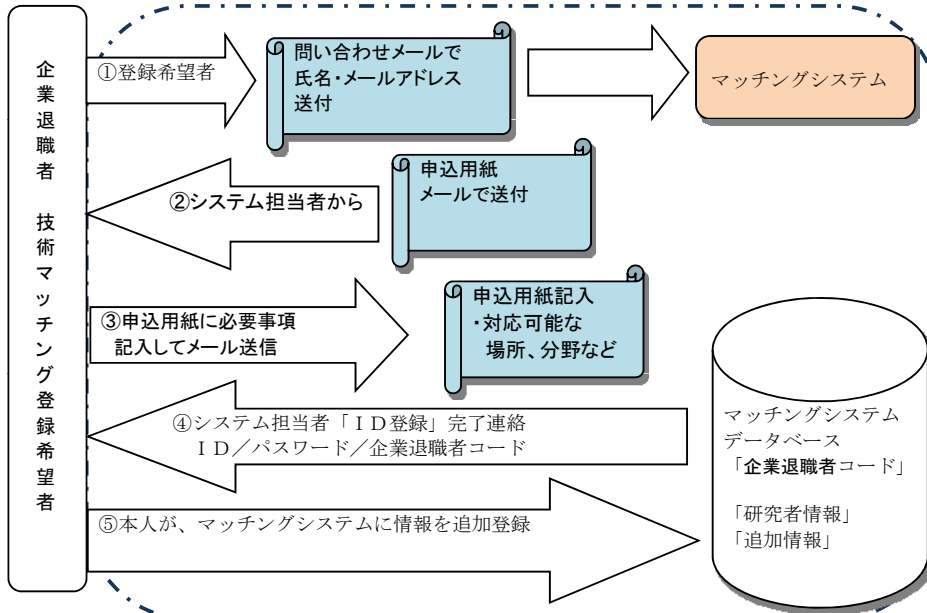 企業退職者 技術マッチング登録希望者
①登録希望者
問い合わせメールで
氏名・メールアドレス
送付
マッチングシステム
②システム担当者から
申込用紙
メールで送付
③申込用紙に必要事項
記入してメール送信
申込用紙記入
・対応可能な
場所、分野など
④システム担当者「ＩＤ登録」完了連絡
ＩＤ／パスワード／企業退職者コード
マッチングシステム
データベース
「企業退職者コード」
「研究者情報」
「追加情報」
⑤本人が、マッチングシステムに情報を追加登録